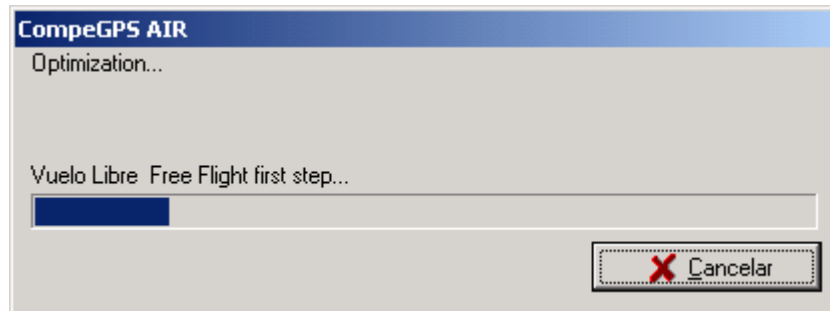 CompeGPS AIR
Optimization...
Vuelo Libre  Free Flight first step...
Cancelar